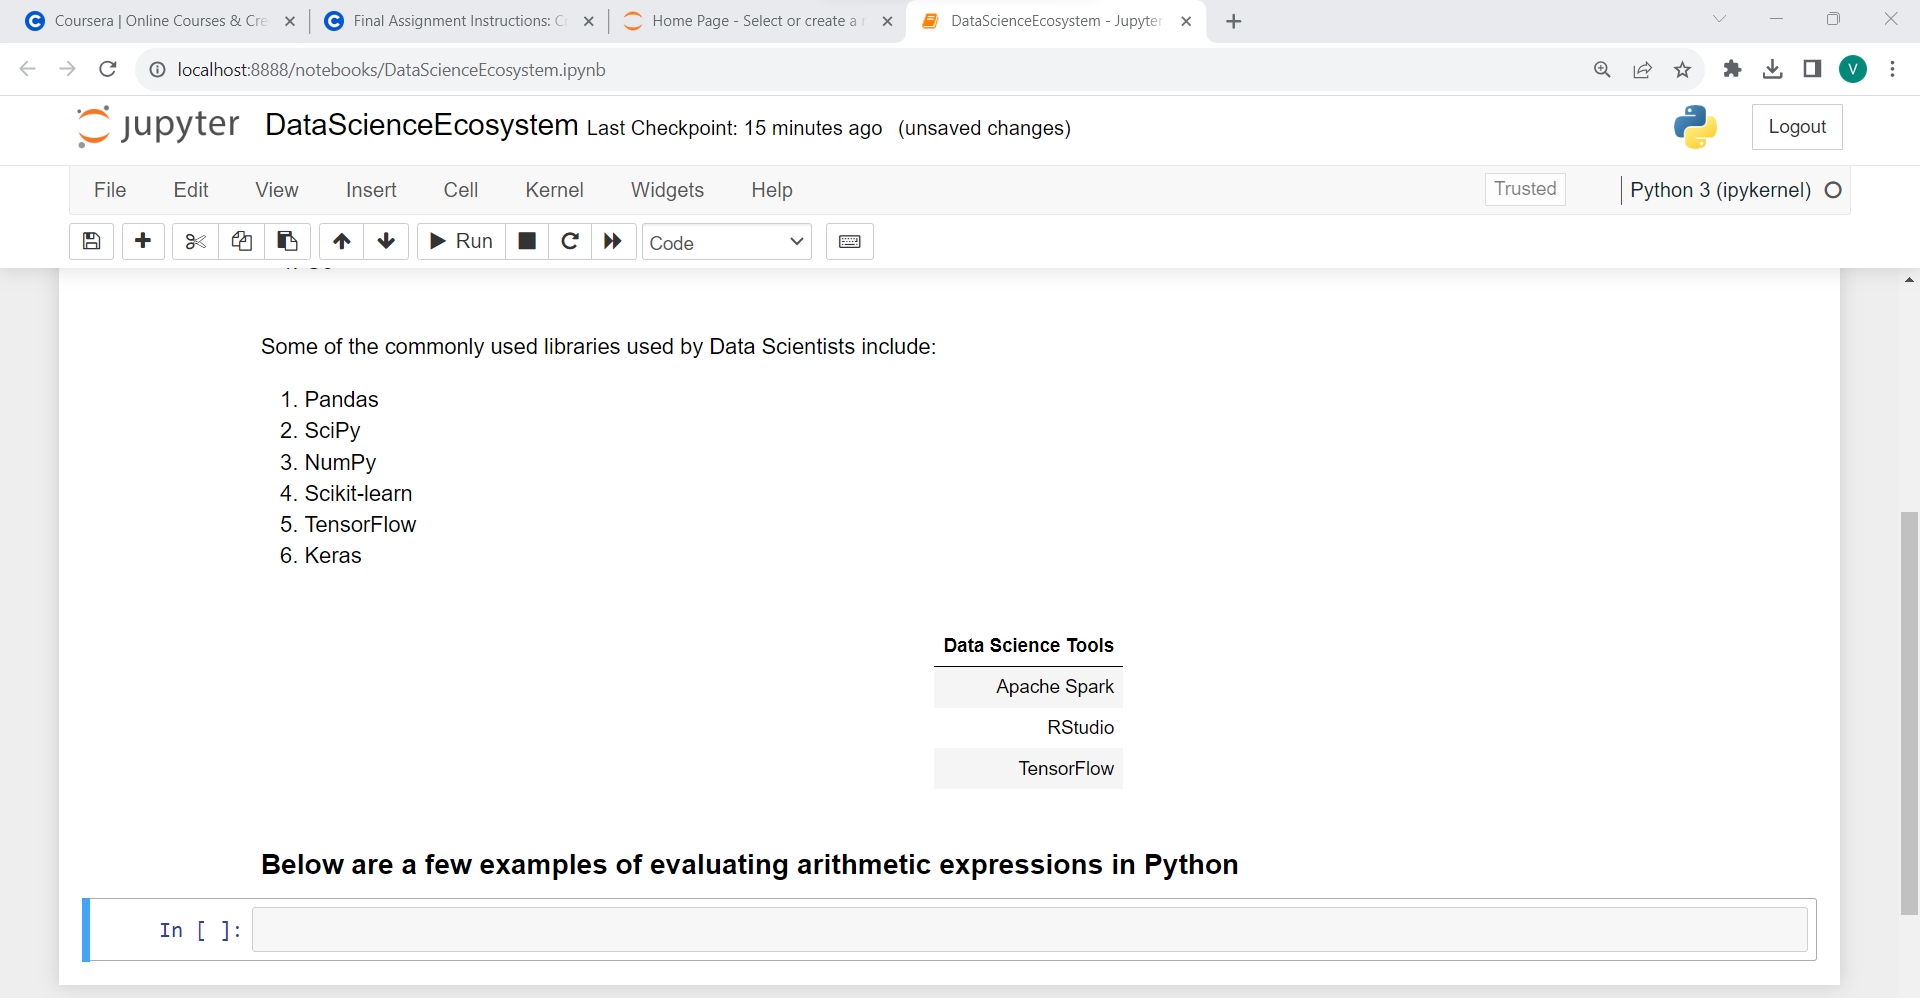 Coursera | Online Courses & Cre
Final Assignment Instructions: C
Home Page - Select or create a
DataScienceEcosystem - Jupyter
localhost:8888/notebooks/DataScienceEcosystem.ipynb
V
jupyter DataScienceEcosystem Last Checkpoint: 15 minutes ago (unsaved changes)
Logout
File Edit View Insert Cell Kernel Widgets Help
Trusted
Python 3 (ipykernel)
Run
Code
Some of the commonly used libraries used by Data Scientists include:
1. Pandas
2. SciPy
3. NumPy
4. Scikit-learn
5. TensorFlow
6. Keras
Data Science Tools
Apache Spark
RStudio
TensorFlow
Below are a few examples of evaluating arithmetic expressions in Python
In [ ]: